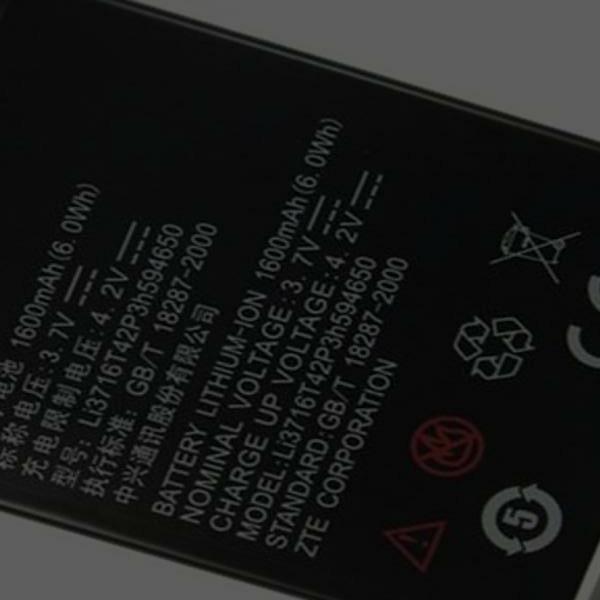 电池 1600mAh(6.0Wh)
标称电压:3.7V
充电限制电压:4.2V
型号: Li3716T42P3h594650
执行标准: GB/T 18287-2000
中兴通讯股份有限公司
BATTERY LITHIUM-ION 1600mAh(6.0Wh)
NOMINAL VOLTAGE:3.7V
CHARGE UP VOLTAGE:4.2V
MODEL:Li3716T42P3h594650
STANDARD:GB/T 18287-2000
ZTE CORPORATION
5